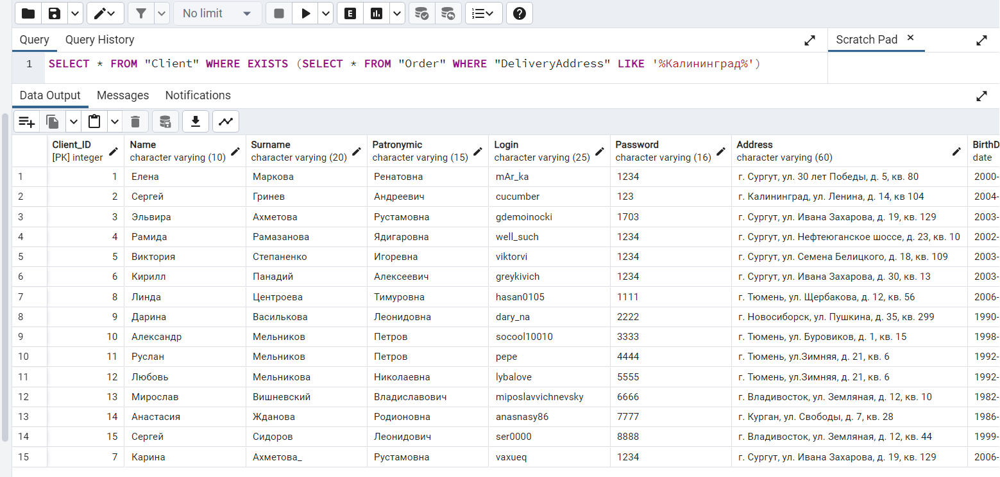 No limit
E
Query Query History Scratch Pad
1 SELECT * FROM "Client" WHERE EXISTS (SELECT * FROM "Order" WHERE "DeliveryAddress" LIKE '%Калининград%')
Data Output Messages Notifications
Client_ID Name Surname Patronymic Login Password Address BirthD
[PK] integer character varying (10) character varying (20) character varying (15) character varying (25) character varying (16) character varying (60) date
1 1 Елена Маркова Ренатовна mAr_ka 1234 г. Сургут, ул. 30 лет Победы, д. 5, кв. 80 2000-
2 2 Сергей Гринев Андреевич cucumber 123 г. Калининград, ул. Ленина, д. 14, кв 104 2004-
3 3 Эльвира Ахметова Рустамовна gdemoinocki 1703 г. Сургут, ул. Ивана Захарова, д. 19, кв. 129 2003-
4 4 Рамида Рамазанова Ядигаровна well_such 1234 г. Сургут, ул. Нефтеюганское шоссе, д. 23, кв. 10 2002-
5 5 Виктория Степаненко Игоревна viktorvi 1234 г. Сургут, ул. Семена Белицкого, д. 18, кв. 109 2003-
6 6 Кирилл Панадий Алексеевич greykivich 1234 г. Сургут, ул. Ивана Захарова, д. 30, кв. 13 2003-
7 8 Линда Центроева Тимуровна hasan0105 1111 г. Тюмень, ул. Щербакова, д. 12, кв. 56 2006-
8 9 Дарина Василькова Леонидовна dary_na 2222 г. Новосиборск, ул. Пушкина, д. 35, кв. 299 1990-
9 10 Александр Мельников Петров socool10010 3333 г. Тюмень, ул. Буровиков, д. 1, кв. 15 1998-
10 11 Руслан Мельников Петров pepe 4444 г. Тюмень, ул.Зимняя, д. 21, кв. 6 1992-
11 12 Любовь Мельникова Николаевна lybalove 5555 г. Тюмень, ул.Зимняя, д. 21, кв. 6 1992-
12 13 Мирослав Вишневский Владиславович miposlavvichnevsky 6666 г. Владивосток, ул. Земляная, д. 12, кв. 10 1982-
13 14 Анастасия Жданова Родионовна anasnasy86 7777 г. Курган, ул. Свободы, д. 7, кв. 28 1986-
14 15 Сергей Сидоров Леонидович ser0000 8888 г. Владивосток, ул. Земляная, д. 12, кв. 44 1999-
15 7 Карина Ахметова_ Рустамовна vaxueq 1234 г. Сургут, ул. Ивана Захарова, д. 19, кв. 129 2006-